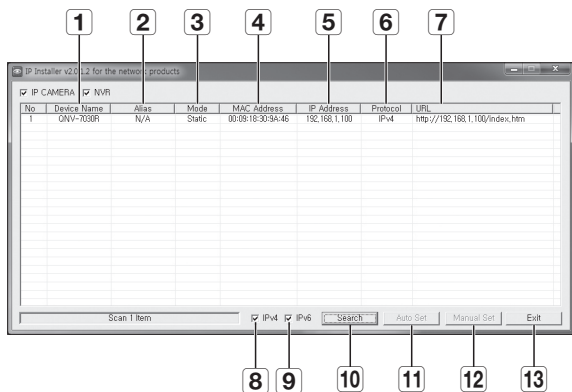 1 2 3 4 5 6 7
IP Installer v2.0.1.2 for the network products
IP CAMERA NVR
No Device Name Alias Mode MAC Address IP Address Protocol URL
1 QNV-7030R N/A Static 00:09:18:30:9A:46 192,168,1,100 IPv4 http://192,168,1,100/index,htm
Scan 1 Item IPv4 IPv6 Search Auto Set Manual Set Exit
8 9 10 11 12 13